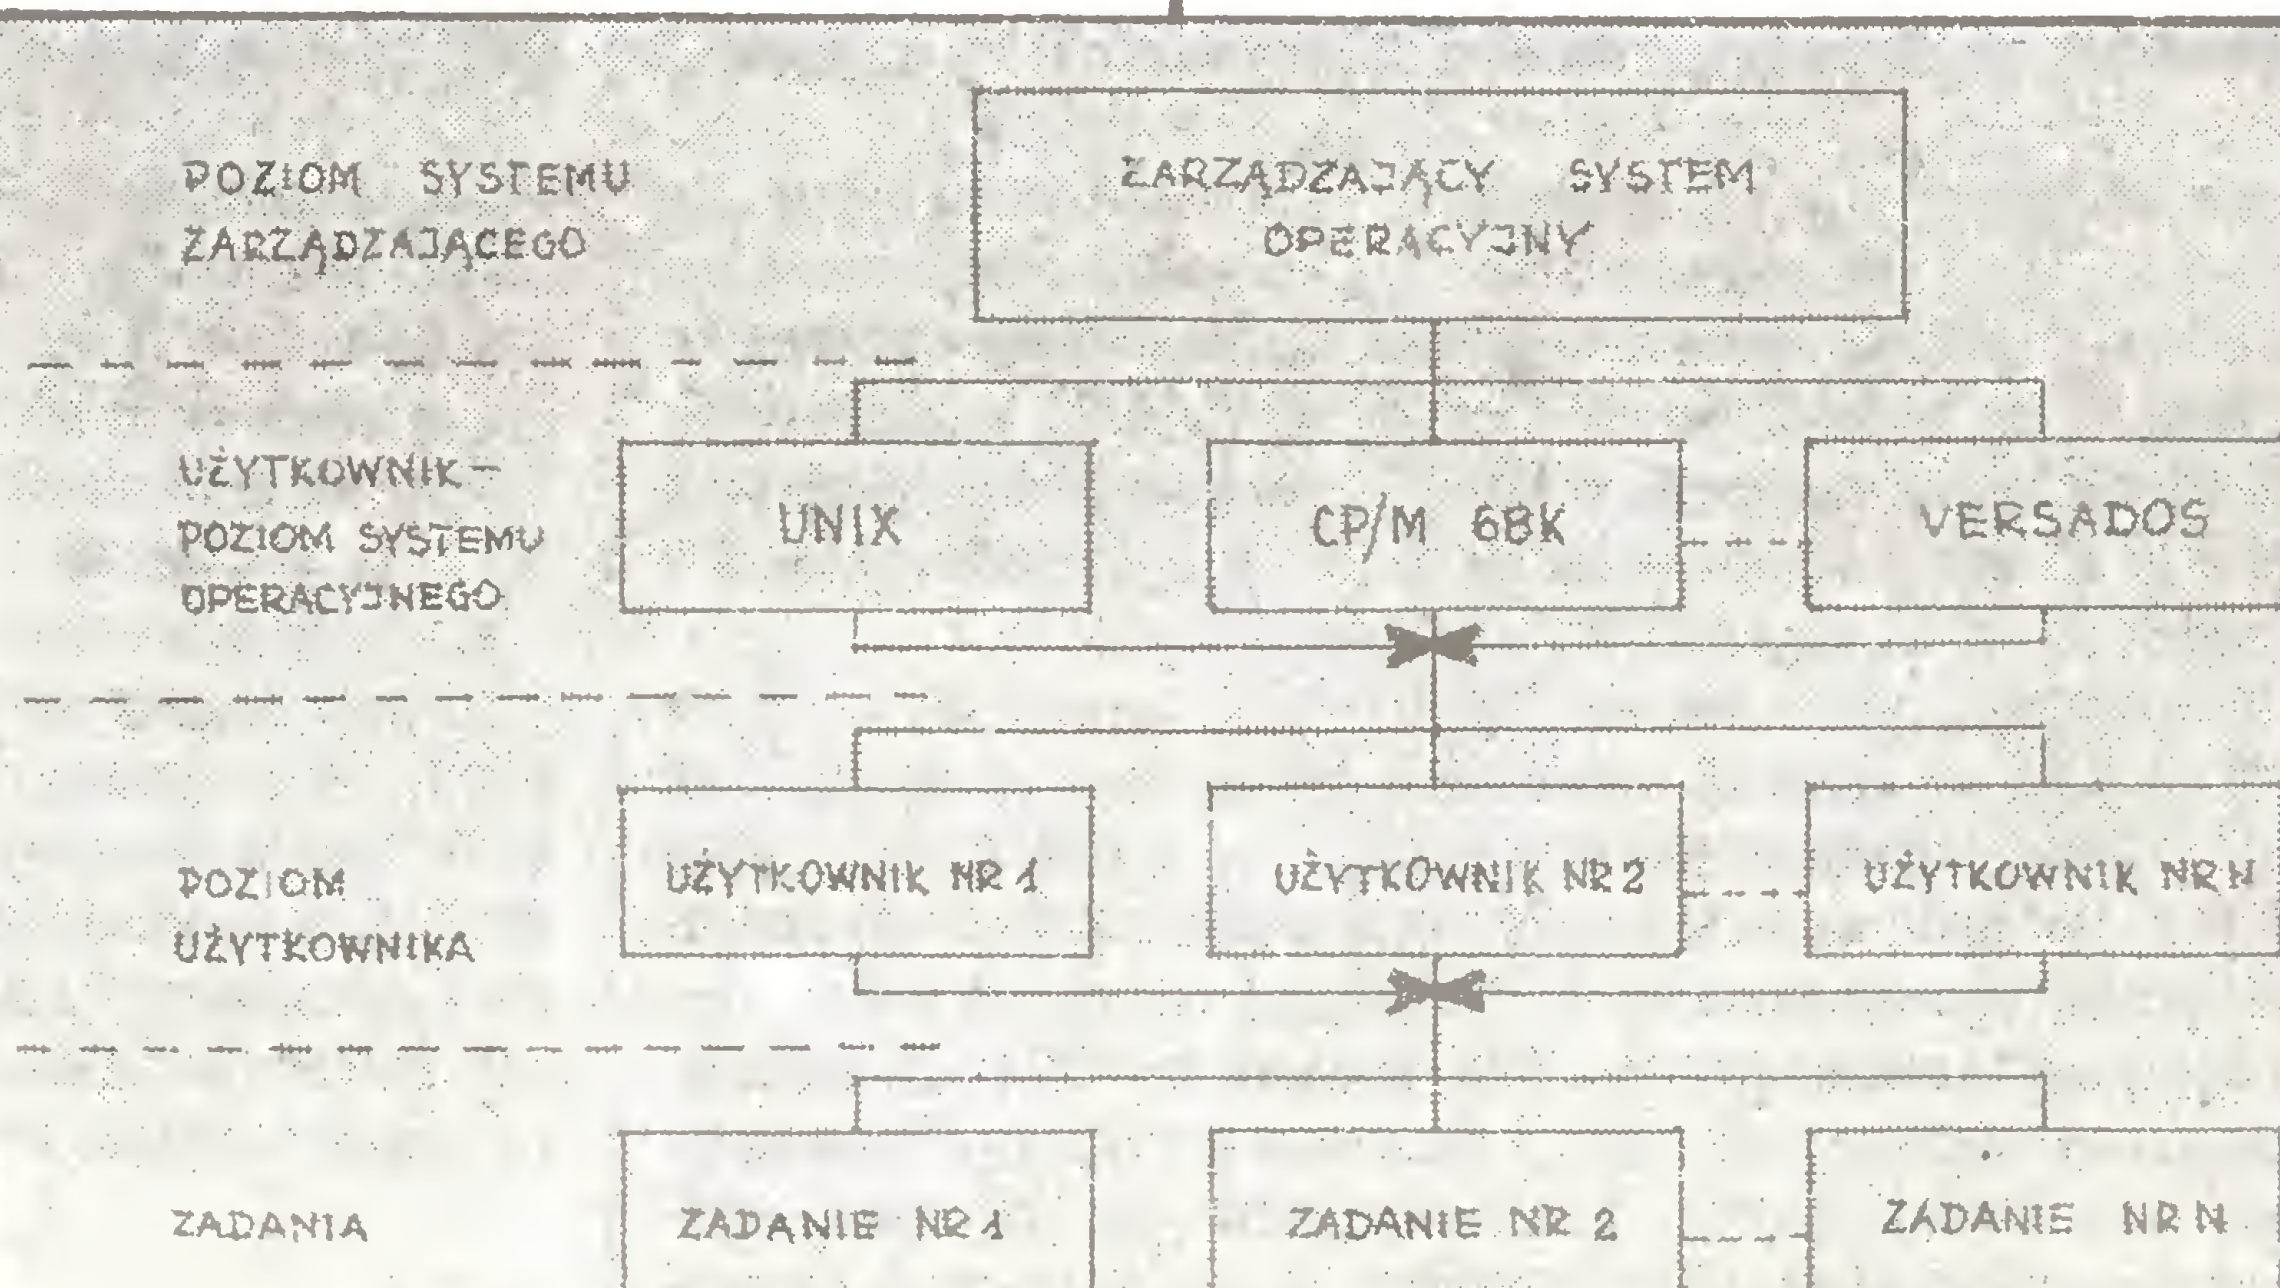 POZIOM SYSTEMU
ZARZĄDZAJĄCEGO
ZARZĄDZAJĄCY SYSTEM
OPERACYJNY
UŻYTKOWNIK –
POZIOM SYSTEMU
OPERACYJNEGO
UNIX
CP/M 68K
VERSADOS
POZIOM
UŻYTKOWNIKA
UŻYTKOWNIK NR 1
UŻYTKOWNIK NR 2
UŻYTKOWNIK NR N
ZADANIA
ZADANIE NR 1
ZADANIE NR 2
ZADANIE NR N